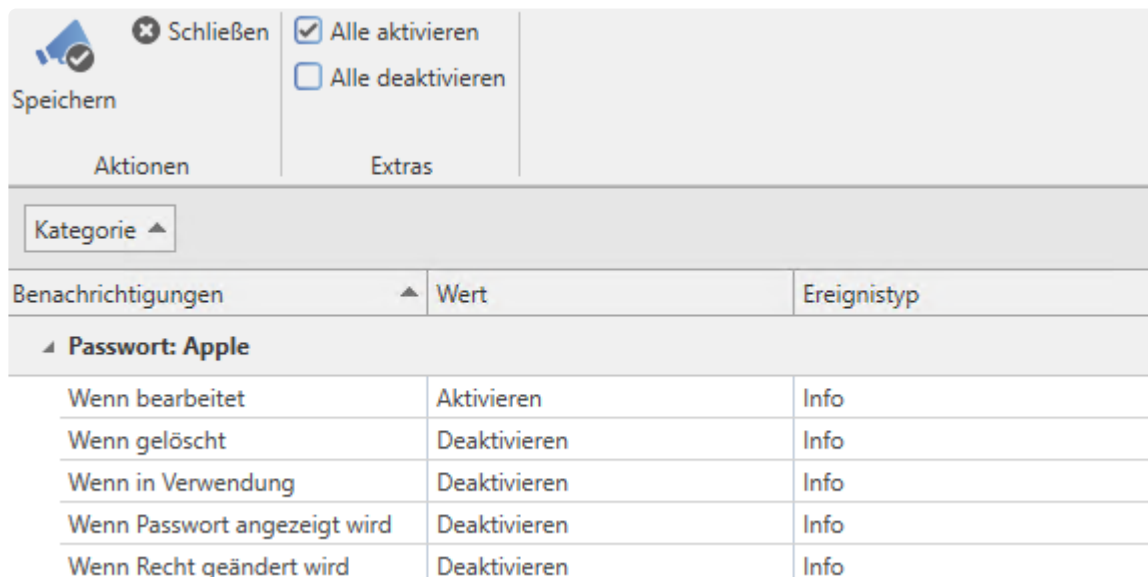 Speichern
Schließen
Aktionen
Alle aktivieren
Alle deaktivieren
Extras
Kategorie
Benachrichtigungen Wert Ereignistyp
Passwort: Apple
Wenn bearbeitet Aktivieren Info
Wenn gelöscht Deaktivieren Info
Wenn in Verwendung Deaktivieren Info
Wenn Passwort angezeigt wird Deaktivieren Info
Wenn Recht geändert wird Deaktivieren Info